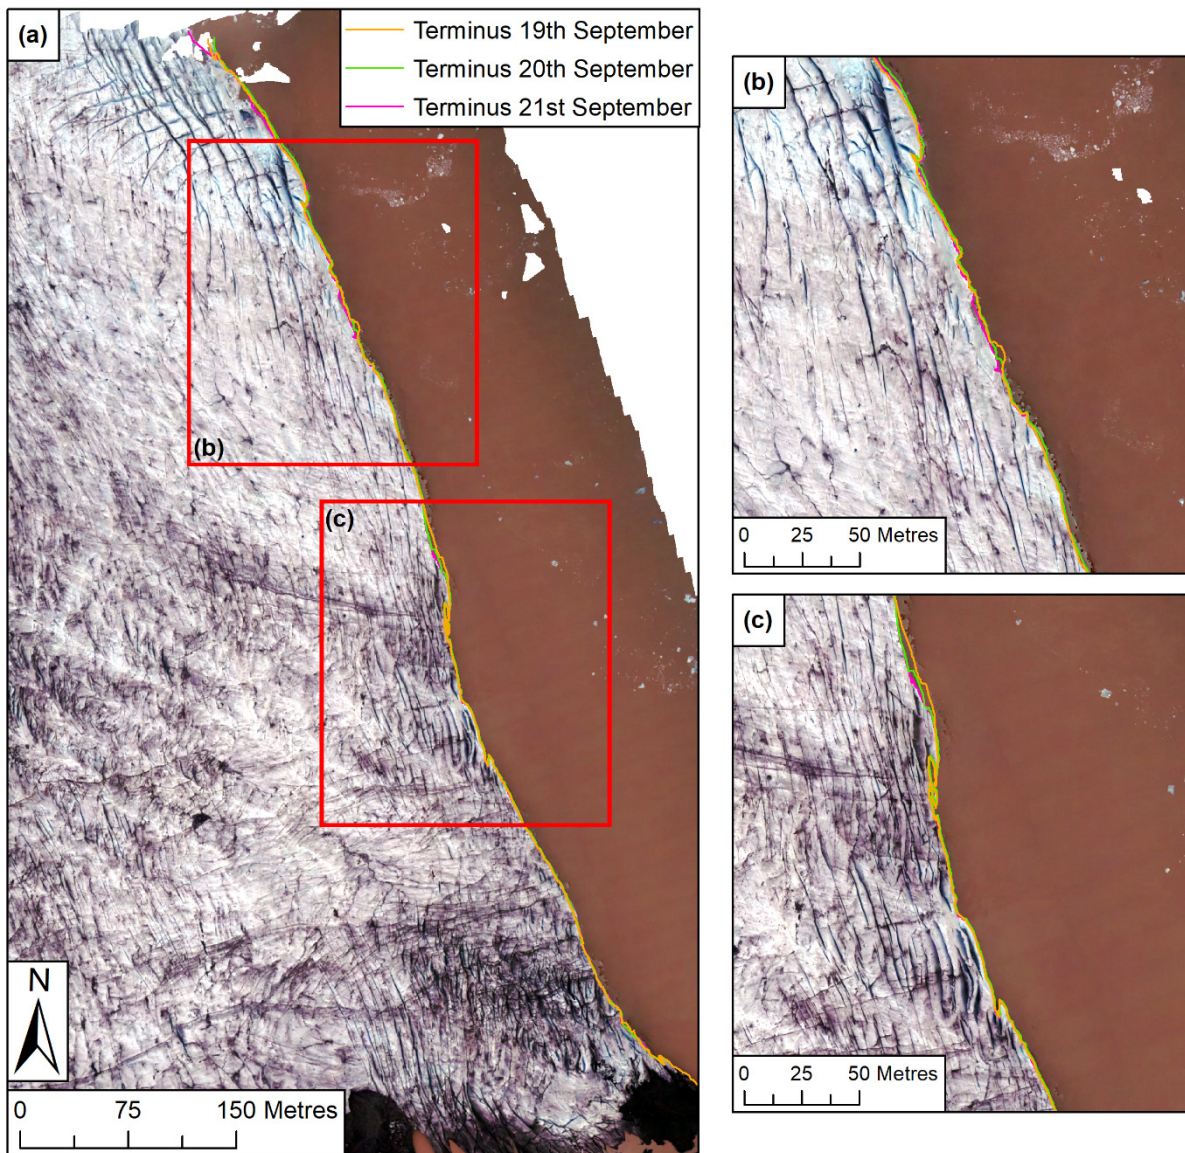 (a)
Terminus 19th September
Terminus 20th September
Terminus 21st September
(b)
(c)
N
0 75 150 Metres
(b)
0 25 50 Metres
(c)
0 25 50 Metres